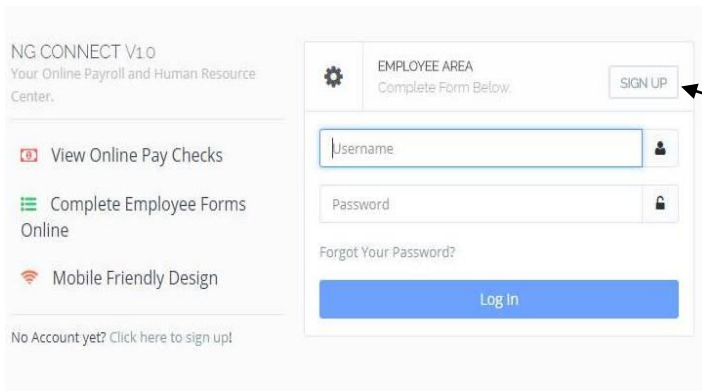 NG CONNECT V1.0
Your Online Payroll and Human Resource
Center.
View Online Pay Checks
Complete Employee Forms
Online
Mobile Friendly Design
No Account yet? Click here to sign up!
EMPLOYEE AREA
Complete Form Below.
SIGN UP
Username
Password
Forgot Your Password?
Log In